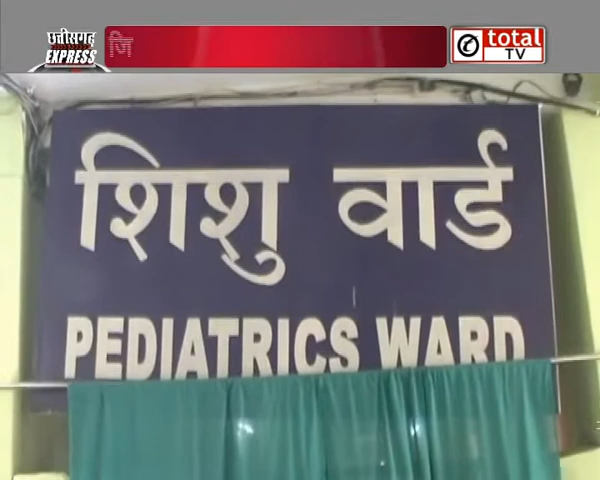 छत्तीसगढ़
EXPRESS
जि
total
TV
शिशु वार्ड
PEDIATRICS WARD